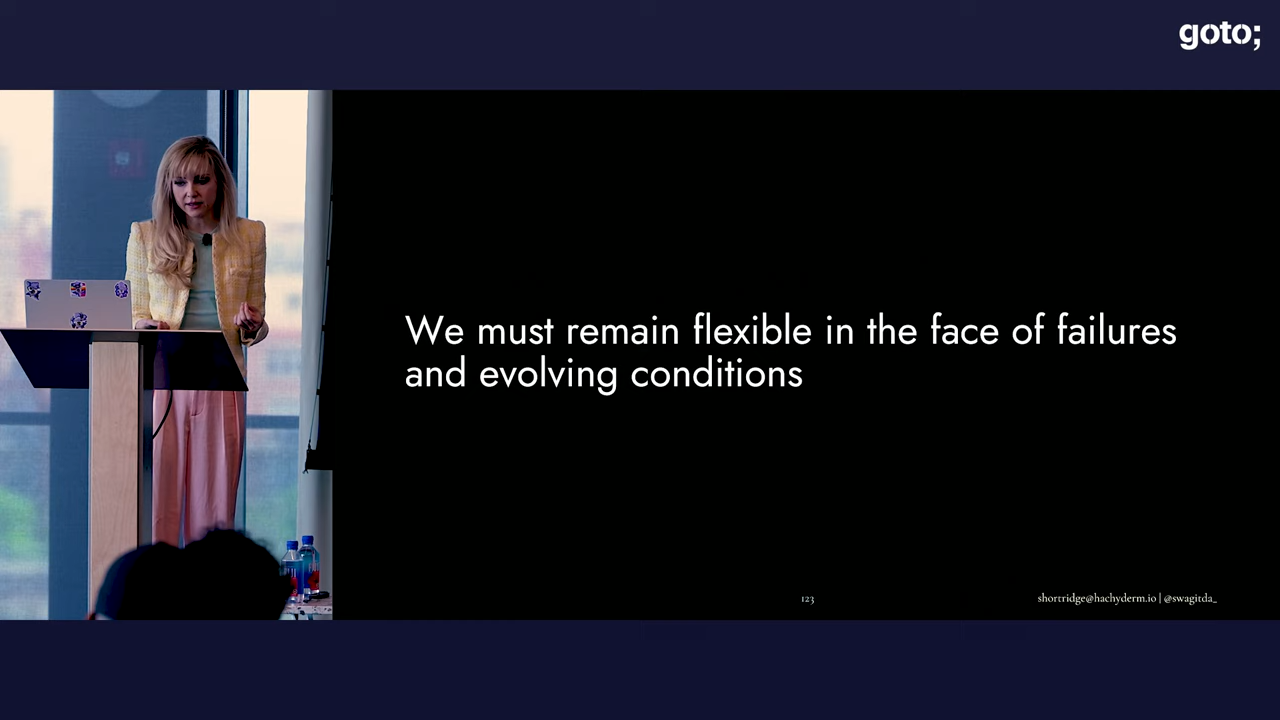 goto;
We must remain flexible in the face of failures
and evolving conditions
123
shortridge@hachyderm.io | @swagitda_